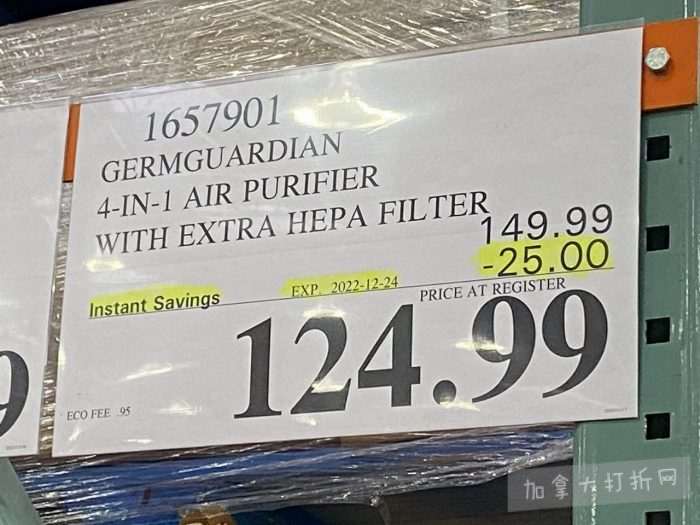 1657901
GERMGUARDIAN
4-IN-1 AIR PURIFIER
WITH EXTRA HEPA FILTER
149.99
-25.00
Instant Savings EXP. 2022-12-24
PRICE AT REGISTER
124.99
ECO FEE .95
9
加拿大打折网